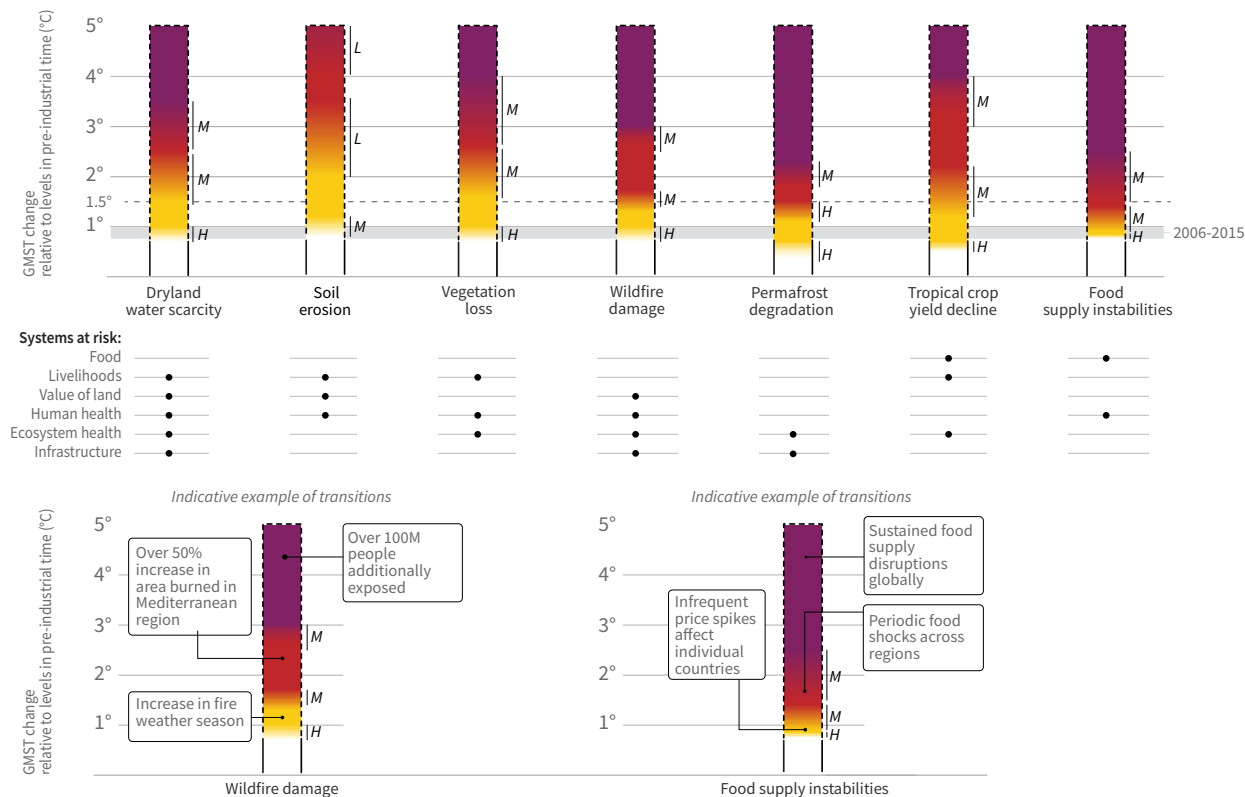 GMST change
relative to levels in pre-industrial time (°C)
5°
4°
3°
2°
1.5°
1°
M
M
H
L
L
M
M
M
H
M
M
H
M
H
H
M
M
H
M
M
H
2006-2015
Dryland
water scarcity
Soil
erosion
Vegetation
loss
Wildfire
damage
Permafrost
degradation
Tropical crop
yield decline
Food
supply instabilities
Systems at risk:
Food
Livelihoods
Value of land
Human health
Ecosystem health
Infrastructure
Indicative example of transitions
GMST change
relative to levels in pre-industrial time (°C)
5°
4°
3°
2°
1°
Over 50%
increase in
area burned in
Mediterranean
region
Over 100M
people
additionally
exposed
Increase in fire
weather season
M
M
H
Wildfire damage
Indicative example of transitions
5°
4°
3°
2°
1°
Sustained food
supply
disruptions
globally
Infrequent
price spikes
affect
individual
countries
Periodic food
shocks across
regions
M
M
H
Food supply instabilities